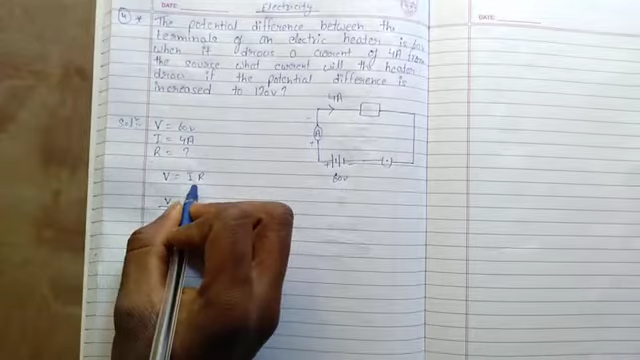 DATE:
Electricity
DATE:
4 * The potential difference between the
terminals of an electric heater is 60v
when it draws a current of 4A from
the source what current will the heater
draw if the potential difference is
increased to 120v?
4A
Sol^n:- V = 60v
I = 4A
R = ?
A
60v
V = I R
V